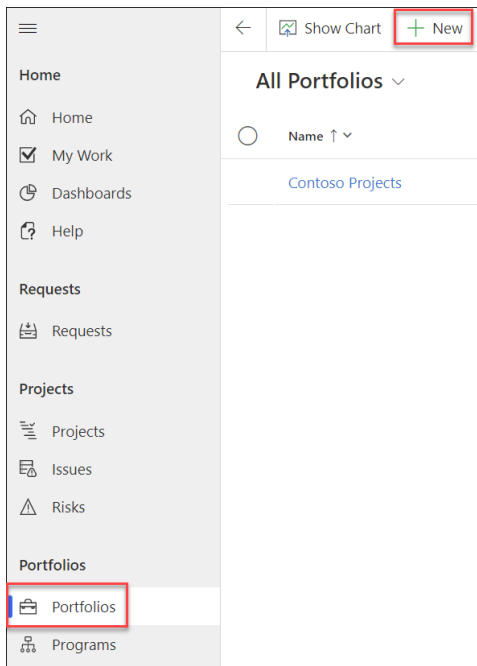 Show Chart
New
All Portfolios
Name
Contoso Projects
Home
Home
My Work
Dashboards
Help
Requests
Requests
Projects
Projects
Issues
Risks
Portfolios
Portfolios
Programs